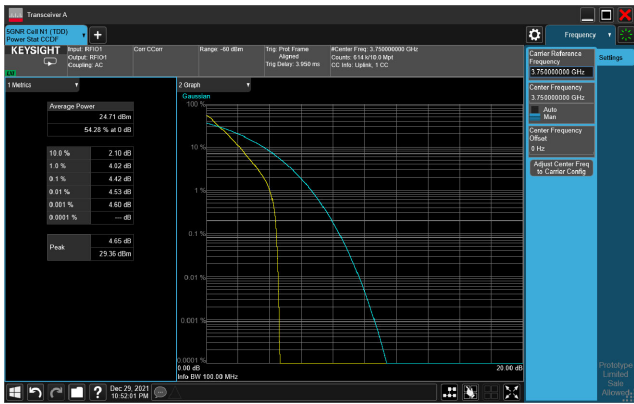 Transceiver A
5GNR Cell N1 (TDD)
Power Stat CCDF
+
Frequency
KEYSIGHT
Input: RFIO1
Output: RFIO1
Coupling: AC
Corr CCorr
Range: -60 dBm
Trig: Prot Frame
Aligned
Trig Delay: 3.950 ms
#Center Freq: 3.750000000 GHz
Counts: 614 k/10.0 Mpt
CC Info: Uplink, 1 CC
1 Metrics
Average Power
24.71 dBm
54.28 % at 0 dB
10.0 % 2.10 dB
1.0 % 4.02 dB
0.1 % 4.42 dB
0.01 % 4.53 dB
0.001 % 4.60 dB
0.0001 % --- dB
Peak
4.65 dB
29.36 dBm
2 Graph
Gaussian
100 %
10 %
1 %
0.1 %
0.01 %
0.001 %
0.0001 %
0.00 dB
20.00 dB
Info BW 100.00 MHz
Carrier Reference
Frequency
3.750000000 GHz
Center Frequency
3.750000000 GHz
Auto
Man
Center Frequency
Offset
0 Hz
Adjust Center Freq
to Carrier Config
Settings
Prototype
Limited
Sale
Allowed
?
Dec 29, 2021
10:52:01 PM